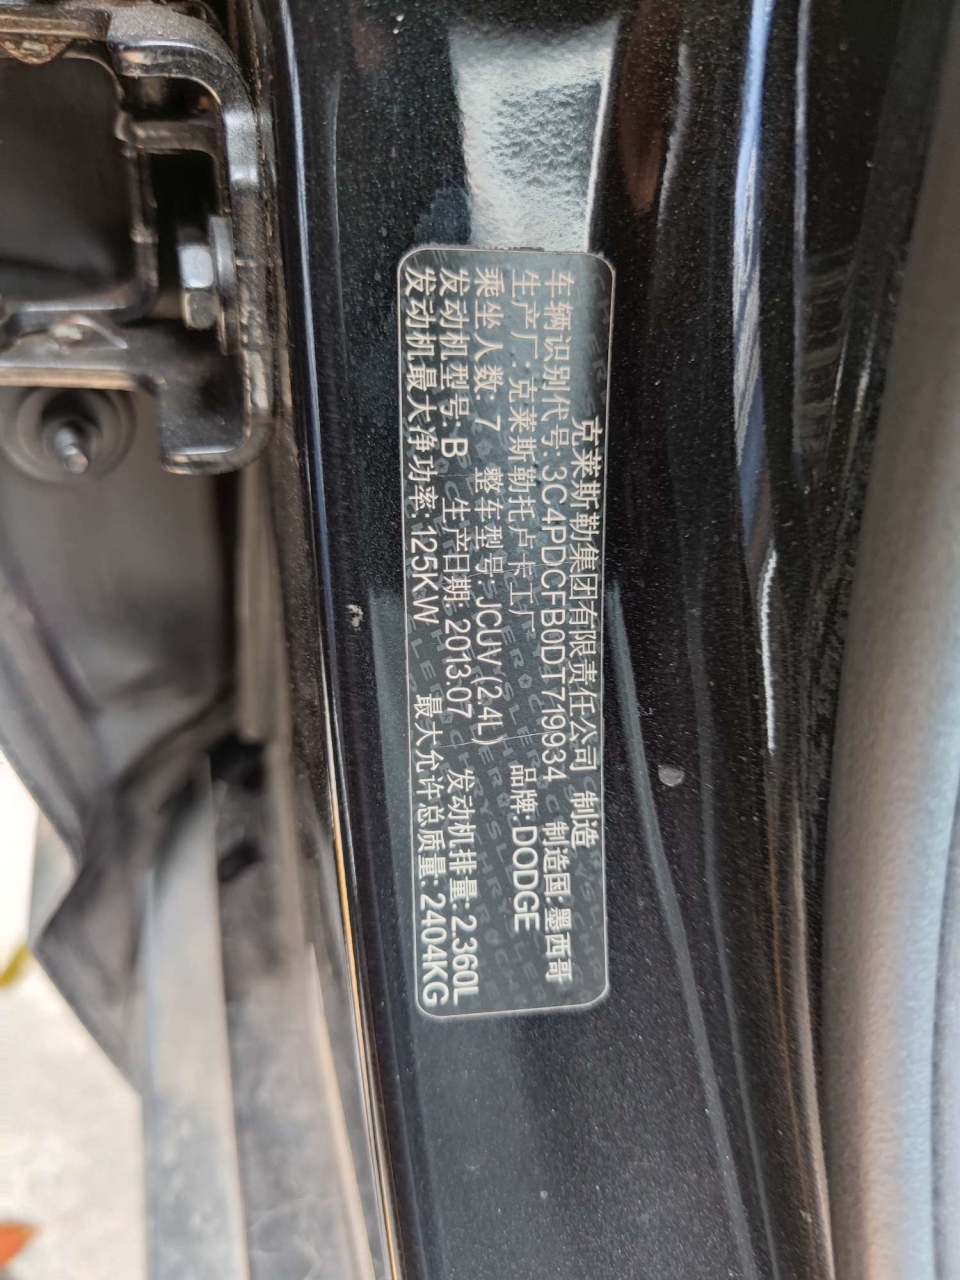 克莱斯勒集团有限责任公司 制造
车辆识别代号: 3C4PDCFB0DT719934 制造国: 墨西哥
生产厂: 克莱斯勒托卢卡工厂 品牌: DODGE
乘坐人数: 7 整车型号: JCUV (2.4L)
发动机型号: B 生产日期: 2013-07 发动机排量: 2.360L
发动机最大净功率: 125KW 最大允许总质量: 2404KG